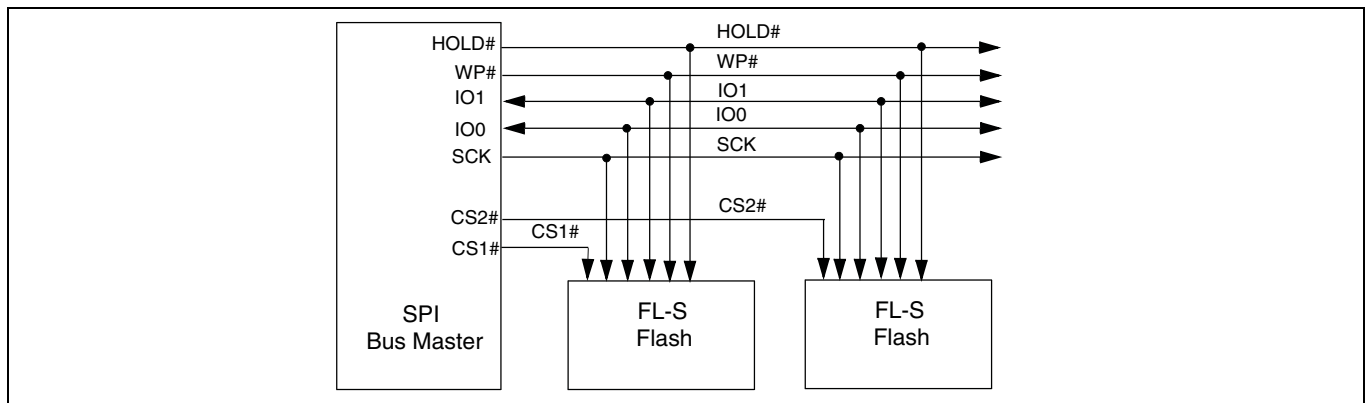 HOLD#
HOLD#
WP#
WP#
IO1
IO1
IO0
IO0
SCK
SCK
CS2#
CS2#
CS1#
CS1#
SPI
Bus Master
FL-S
Flash
FL-S
Flash